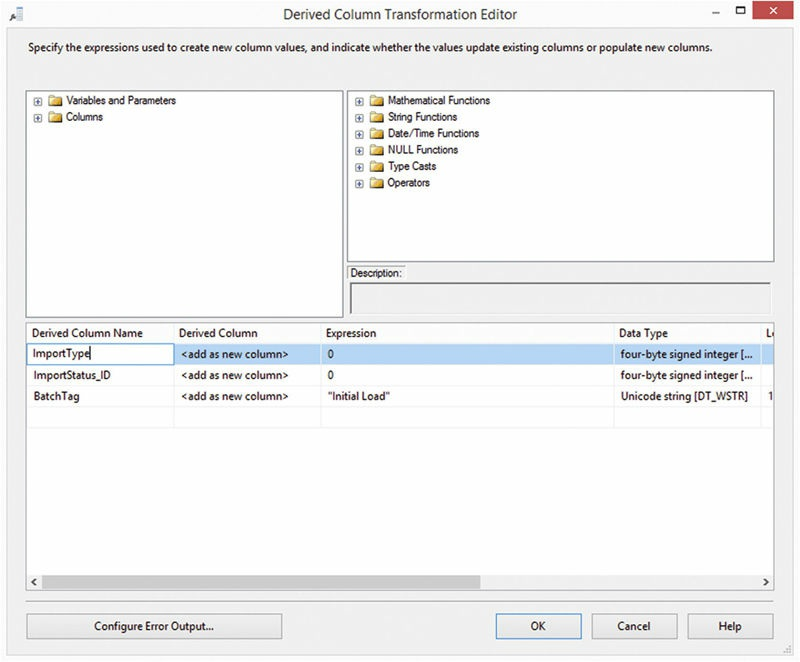 Derived Column Transformation Editor
Specify the expressions used to create new column values, and indicate whether the values update existing columns or populate new columns.
Variables and Parameters
Columns
Mathematical Functions
String Functions
Date/Time Functions
NULL Functions
Type Casts
Operators
Description:
Derived Column Name Derived Column Expression Data Type Le
ImportType <add as new column> 0 four-byte signed integer [...
ImportStatus_ID <add as new column> 0 four-byte signed integer [...
BatchTag <add as new column> "Initial Load" Unicode string [DT_WSTR] 1
Configure Error Output... OK Cancel Help